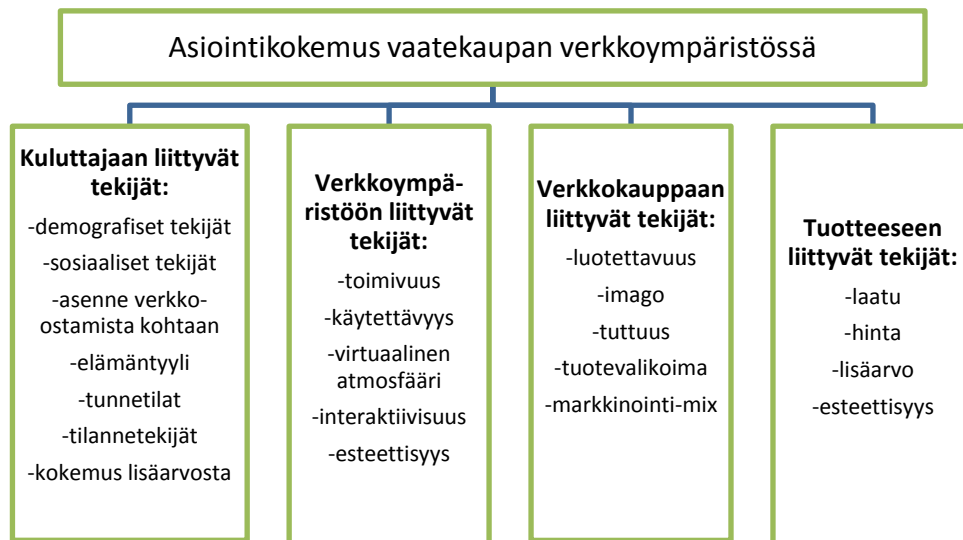 Asiointikokemus vaatekaupan verkkoympäristössä
Kuluttajaan liittyvät
tekijät:
-demografiset tekijät
-sosiaaliset tekijät
-asenne verkko-
ostamista kohtaan
-elämäntyyli
-tunnetilat
-tilannetekijät
-kokemus lisäarvosta
Verkkoympä-
ristöön liittyvät
tekijät:
-toimivuus
-käytettävyys
-virtuaalinen
atmosfääri
-interaktiivisuus
-esteettisyys
Verkkokauppaan
liittyvät tekijät:
-luotettavuus
-imago
-tuttuus
-tuotevalikoima
-markkinointi-mix
Tuotteeseen
liittyvät tekijät:
-laatu
-hinta
-lisäarvo
-esteettisyys